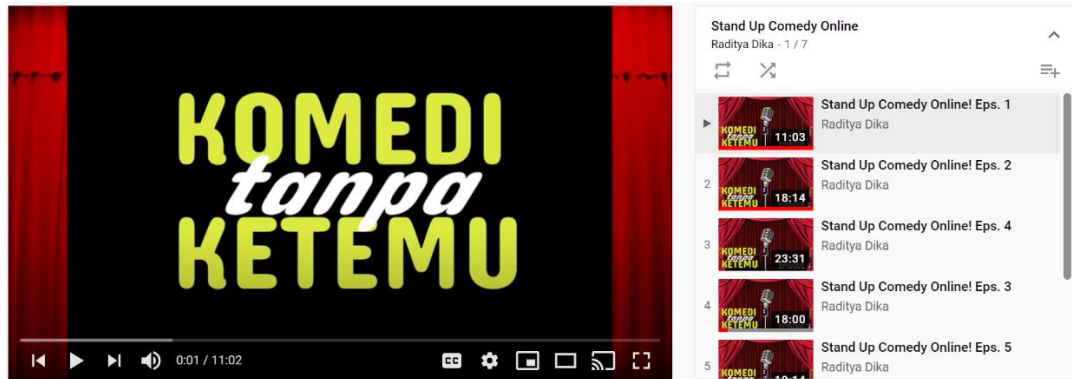 KOMEDI
tanpa
KETEMU
0:01 / 11:02
CC
Stand Up Comedy Online
Raditya Dika - 1 / 7
KOMEDI
tanpa
KETEMU
11:03
Stand Up Comedy Online! Eps. 1
Raditya Dika
2
KOMEDI
tanpa
KETEMU
18:14
Stand Up Comedy Online! Eps. 2
Raditya Dika
3
KOMEDI
tanpa
KETEMU
23:31
Stand Up Comedy Online! Eps. 4
Raditya Dika
4
KOMEDI
tanpa
KETEMU
18:00
Stand Up Comedy Online! Eps. 3
Raditya Dika
5
KOMEDI
Stand Up Comedy Online! Eps. 5
Raditya Dika